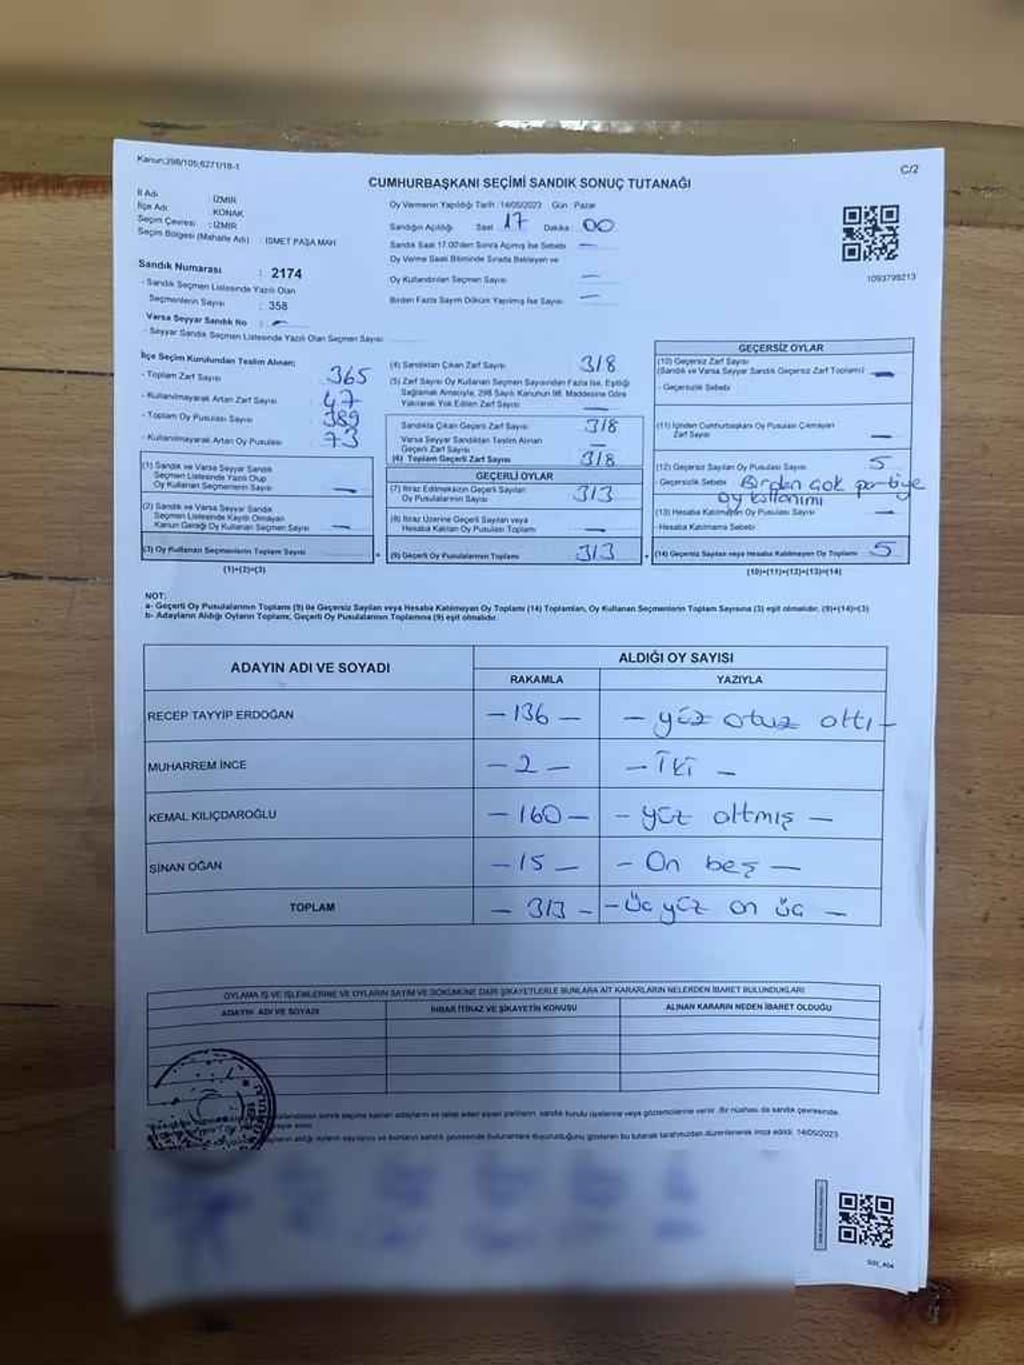 Kanun:298/105;6271/18-1
C/2
CUMHURBAŞKANI SEÇİMİ SANDIK SONUÇ TUTANAĞI
İl Adı : İZMİR
İlçe Adı : KONAK
Seçim Çevresi : İZMİR
Seçim Bölgesi (Mahalle Adı) : İSMET PAŞA MAH
Sandık Numarası : 2174
- Sandık Seçmen Listesinde Yazılı Olan
Seçmenlerin Sayısı : 358
- Varsa Seyyar Sandık No : —
- Seyyar Sandık Seçmen Listesinde Yazılı Olan Seçmen Sayısı
Oy Vermenin Yapıldığı Tarih : 14/05/2023 Gün : Pazar
Sandığın Açıldığı Saat 17 Dakika : 00
Sandık Saat 17.00'den Sonra Açılmış İse Sebebi —
Oy Verme Saati Bitiminde Sırada Bekleyen ve
Oy Kullandırılan Seçmen Sayısı —
Birden Fazla Sayım Döküm Yapılmış İse Sayısı —
1093799213
İlçe Seçim Kurulundan Teslim Alınan;
- Toplam Zarf Sayısı 365
- Kullanılmayarak Artan Zarf Sayısı 47
- Toplam Oy Pusulası Sayısı 389
- Kullanılmayarak Artan Oy Pusulası 73
(1) Sandık ve Varsa Seyyar Sandık
Seçmen Listesinde Yazılı Olup
Oy Kullanan Seçmenlerin Sayısı —
(2) Sandık ve Varsa Seyyar Sandık
Seçmen Listesinde Kayıtlı Olmayan
Kanun Gereği Oy Kullanan Seçmen Sayısı —
(3) Oy Kullanan Seçmenlerin Toplam Sayısı
(1)+(2)=(3)
(4) Sandıktan Çıkan Zarf Sayısı 318
(5) Zarf Sayısı Oy Kullanan Seçmen Sayısından Fazla İse, Eşitliği
Sağlamak Amacıyla, 298 Sayılı Kanunun 98. Maddesine Göre
Yakılarak Yok Edilen Zarf Sayısı —
Sandıkta Çıkan Geçerli Zarf Sayısı 318
Varsa Seyyar Sandıktan Teslim Alınan
Geçerli Zarf Sayısı —
(6) Toplam Geçerli Zarf Sayısı 318
GEÇERLİ OYLAR
(7) İtiraz Edilmeksizin Geçerli Sayılan
Oy Pusulalarının Sayısı 313
(8) İtiraz Üzerine Geçerli Sayılan veya
Hesaba Katılan Oy Pusulaları Toplamı —
(9) Geçerli Oy Pusulalarının Toplamı 313
GEÇERSİZ OYLAR
(10) Geçersiz Zarf Sayısı
(Sandık ve Varsa Seyyar Sandık Geçersiz Zarf Toplamı) —
- Geçersizlik Sebebi
(11) İçinden Cumhurbaşkanı Oy Pusulası Çıkmayan
Zarf Sayısı —
(12) Geçersiz Sayılan Oy Pusulası Sayısı 5
- Geçersizlik Sebebi Birden çok partiye
oy kullanımı
(13) Hesaba Katılmayan Oy Pusulası Sayısı —
- Hesaba Katılmama Sebebi
(14) Geçersiz Sayılan veya Hesaba Katılmayan Oy Toplamı 5
(10)+(11)+(12)+(13)=(14)
NOT:
a- Geçerli Oy Pusulalarının Toplamı (9) ile Geçersiz Sayılan veya Hesaba Katılmayan Oy Toplamı (14) Toplamları, Oy Kullanan Seçmenlerin Toplam Sayısına (3) eşit olmalıdır. (9)+(14)=(3)
b- Adayların Aldığı Oyların Toplamı, Geçerli Oy Pusulalarının Toplamına (9) eşit olmalıdır.
ADAYIN ADI VE SOYADI
ALDIĞI OY SAYISI
RAKAMLA YAZIYLA
RECEP TAYYİP ERDOĞAN — 136 — — yüz otuz altı —
MUHARREM İNCE — 2 — — İki —
KEMAL KILIÇDAROĞLU — 160 — — yüz altmış —
SİNAN OĞAN — 15 — — On beş —
TOPLAM — 313 — — üç yüz on üç —
OYLAMA İŞ VE İŞLEMLERİNE VE OYLARIN SAYIM VE DÖKÜMÜNE DAİR ŞİKAYETLERLE BUNLARA AİT KARARLARIN NELERDEN İBARET BULUNDUKLARI
ADAYIN ADI VE SOYADI
İHBAR İTİRAZ VE ŞİKAYETİN KONUSU
ALINAN KARARIN NEDEN İBARET OLDUĞU